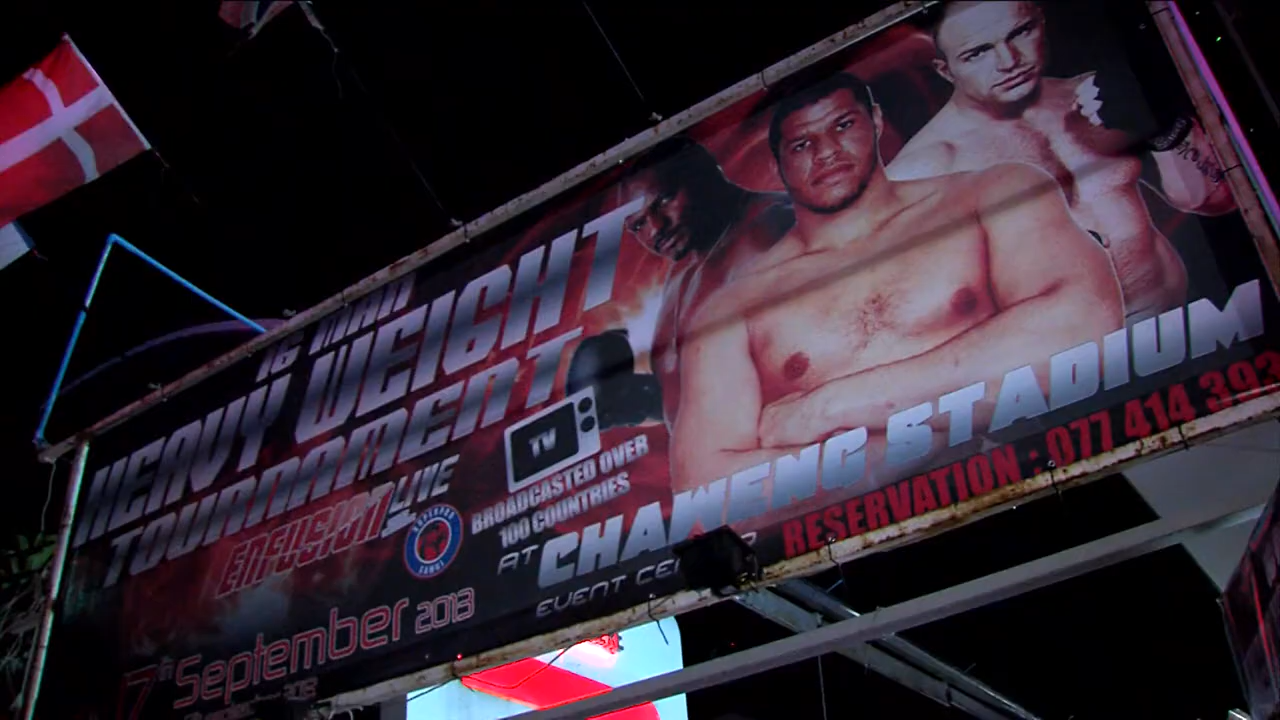 16 MAN
HEAVY WEIGHT
TOURNAMENT
ENFUSION LIVE
TV
BROADCASTED OVER
100 COUNTRIES
7th September 2013
AT CHAWENG STADIUM
EVENT
RESERVATION : 077 414 393